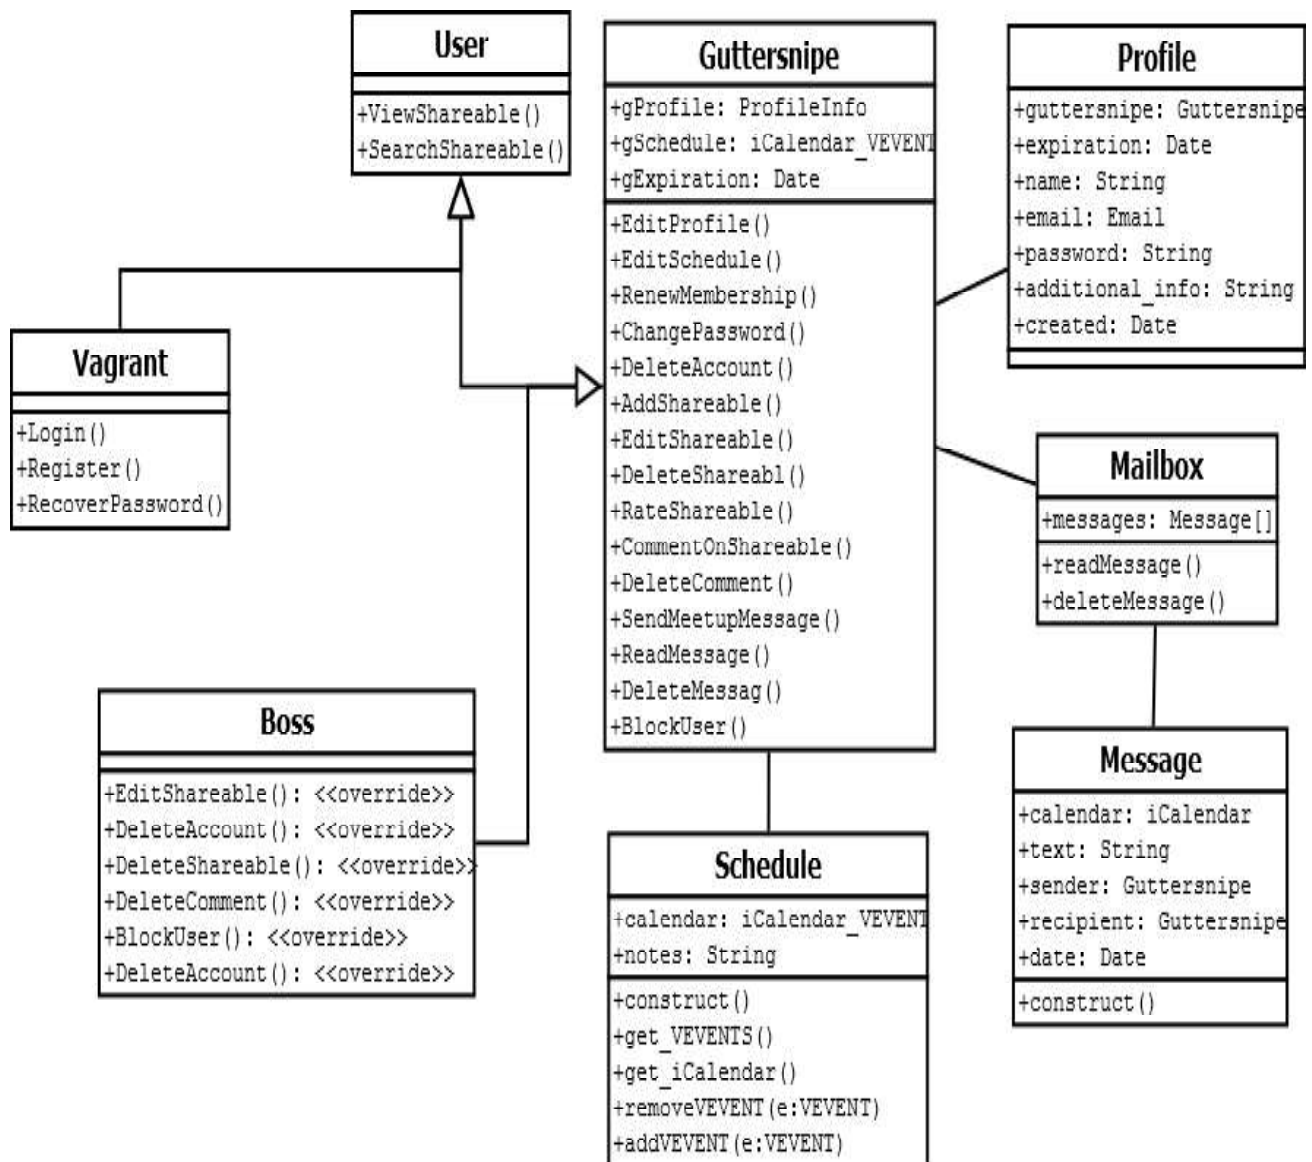 User
+ViewShareable()
+SearchShareable()
Guttersnipe
+gProfile: ProfileInfo
+gSchedule: iCalendar_VEVENT
+gExpiration: Date
+EditProfile()
+EditSchedule()
+RenewMembership()
+ChangePassword()
+DeleteAccount()
+AddShareable()
+EditShareable()
+DeleteShareabl()
+RateShareable()
+CommentOnShareable()
+DeleteComment()
+SendMeetupMessage()
+ReadMessage()
+DeleteMessag()
+BlockUser()
Profile
+guttersnipe: Guttersnipe
+expiration: Date
+name: String
+email: Email
+password: String
+additional_info: String
+created: Date
Vagrant
+Login()
+Register()
+RecoverPassword()
Mailbox
+messages: Message[]
+readMessage()
+deleteMessage()
Boss
+EditShareable(): <<override>>
+DeleteAccount(): <<override>>
+DeleteShareable(): <<override>>
+DeleteComment(): <<override>>
+BlockUser(): <<override>>
+DeleteAccount(): <<override>>
Message
+calendar: iCalendar
+text: String
+sender: Guttersnipe
+recipient: Guttersnipe
+date: Date
+construct()
Schedule
+calendar: iCalendar_VEVENT
+notes: String
+construct()
+get_VEVENTS()
+get_iCalendar()
+removeVEVENT(e:VEVENT)
+addVEVENT(e:VEVENT)